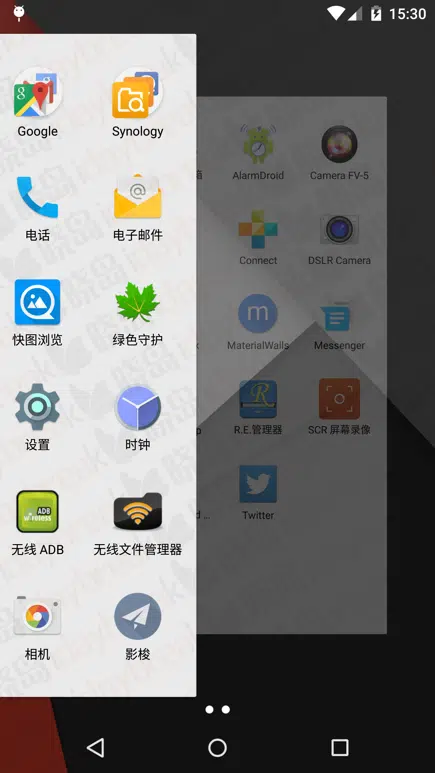 15:30
Google
Synology
电话
电子邮件
快图浏览
绿色守护
设置
时钟
ADB
wireless
无线 ADB
无线文件管理器
相机
影梭
箱
AlarmDroid
Camera FV-5
Connect
DSLR Camera
m
MaterialWalls
Messenger
R
R.E.管理器
SCR 屏幕录像
Twitter